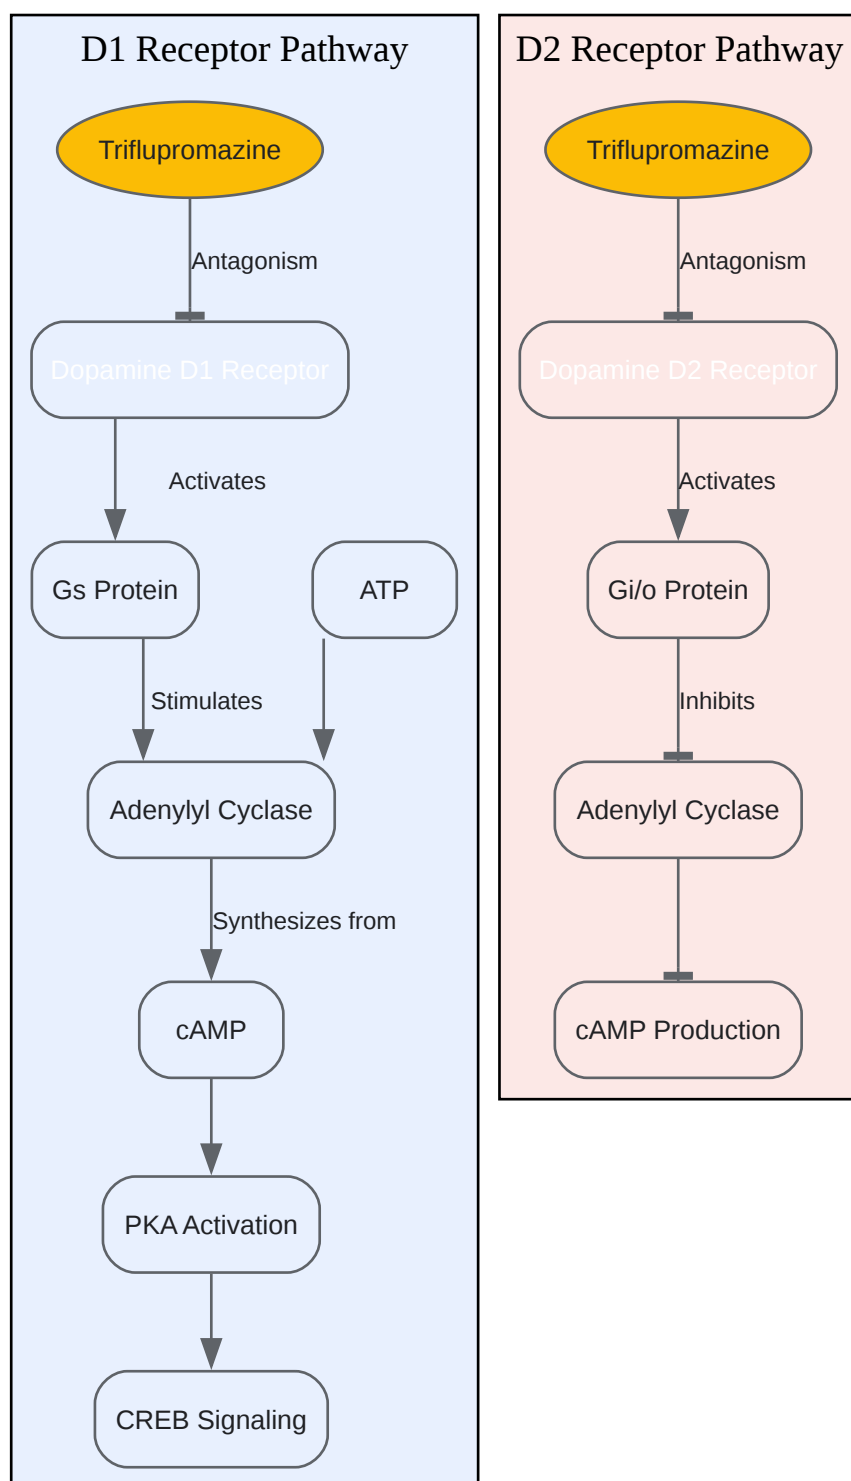 D1 Receptor Pathway
Triflupromazine
Antagonism
Dopamine D1 Receptor
Activates
Gs Protein
ATP
Stimulates
Adenylyl Cyclase
Synthesizes from
cAMP
PKA Activation
CREB Signaling
D2 Receptor Pathway
Triflupromazine
Antagonism
Dopamine D2 Receptor
Activates
Gi/o Protein
Inhibits
Adenylyl Cyclase
cAMP Production